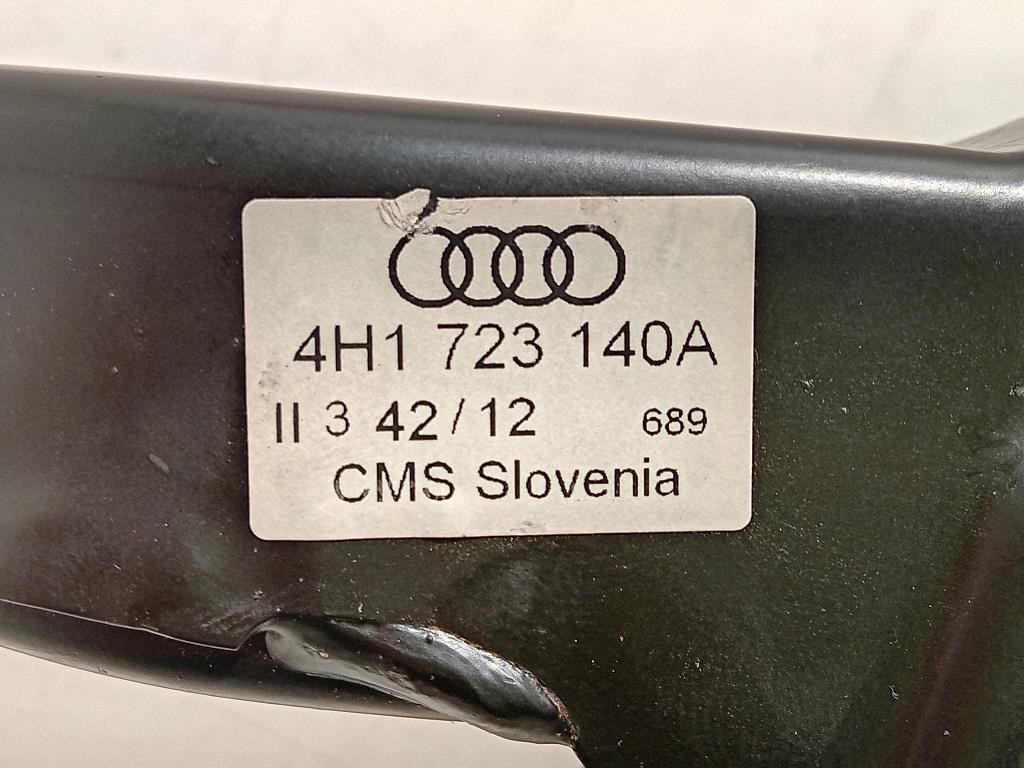 4H1 723 140A
II 3 42/12 689
CMS Slovenia